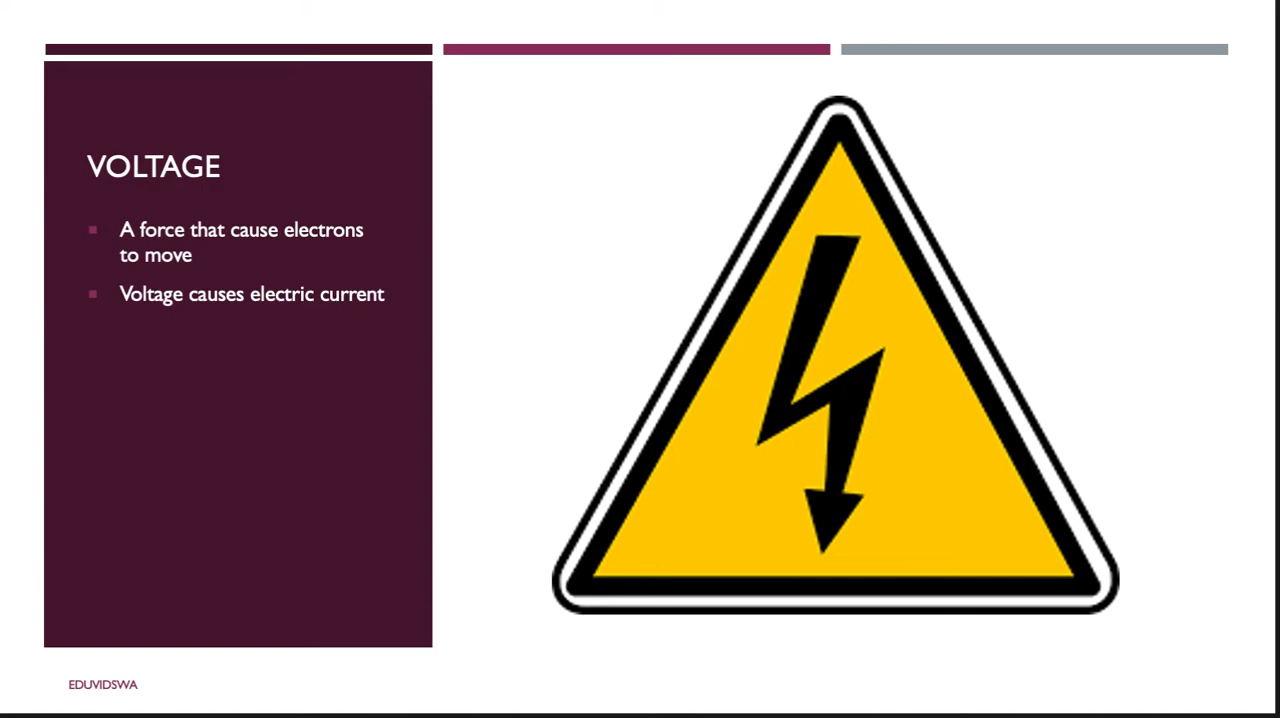 VOLTAGE
A force that cause electrons
to move
Voltage causes electric current
EDUVIDSWA